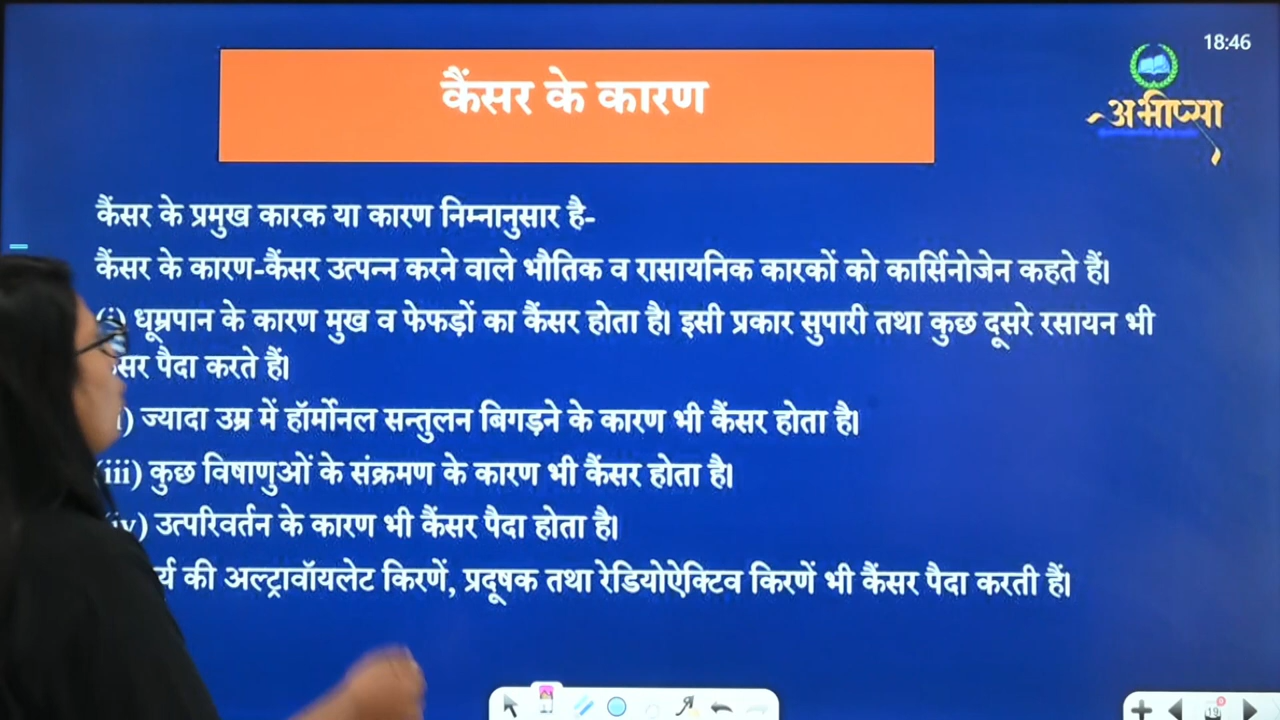 18:46
कैंसर के कारण
अभीप्सा
कैंसर के प्रमुख कारक या कारण निम्नानुसार है-
कैंसर के कारण-कैंसर उत्पन्न करने वाले भौतिक व रासायनिक कारकों को कार्सिनोजेन कहते हैं।
(i) धूम्रपान के कारण मुख व फेफड़ों का कैंसर होता है। इसी प्रकार सुपारी तथा कुछ दूसरे रसायन भी
पैदा करते हैं।
ज्यादा उम्र में हॉर्मोनल सन्तुलन बिगड़ने के कारण भी कैंसर होता है।
(iii) कुछ विषाणुओं के संक्रमण के कारण भी कैंसर होता है।
उत्परिवर्तन के कारण भी कैंसर पैदा होता है।
की अल्ट्रावॉयलेट किरणें, प्रदूषक तथा रेडियोऐक्टिव किरणें भी कैंसर पैदा करती हैं।
19